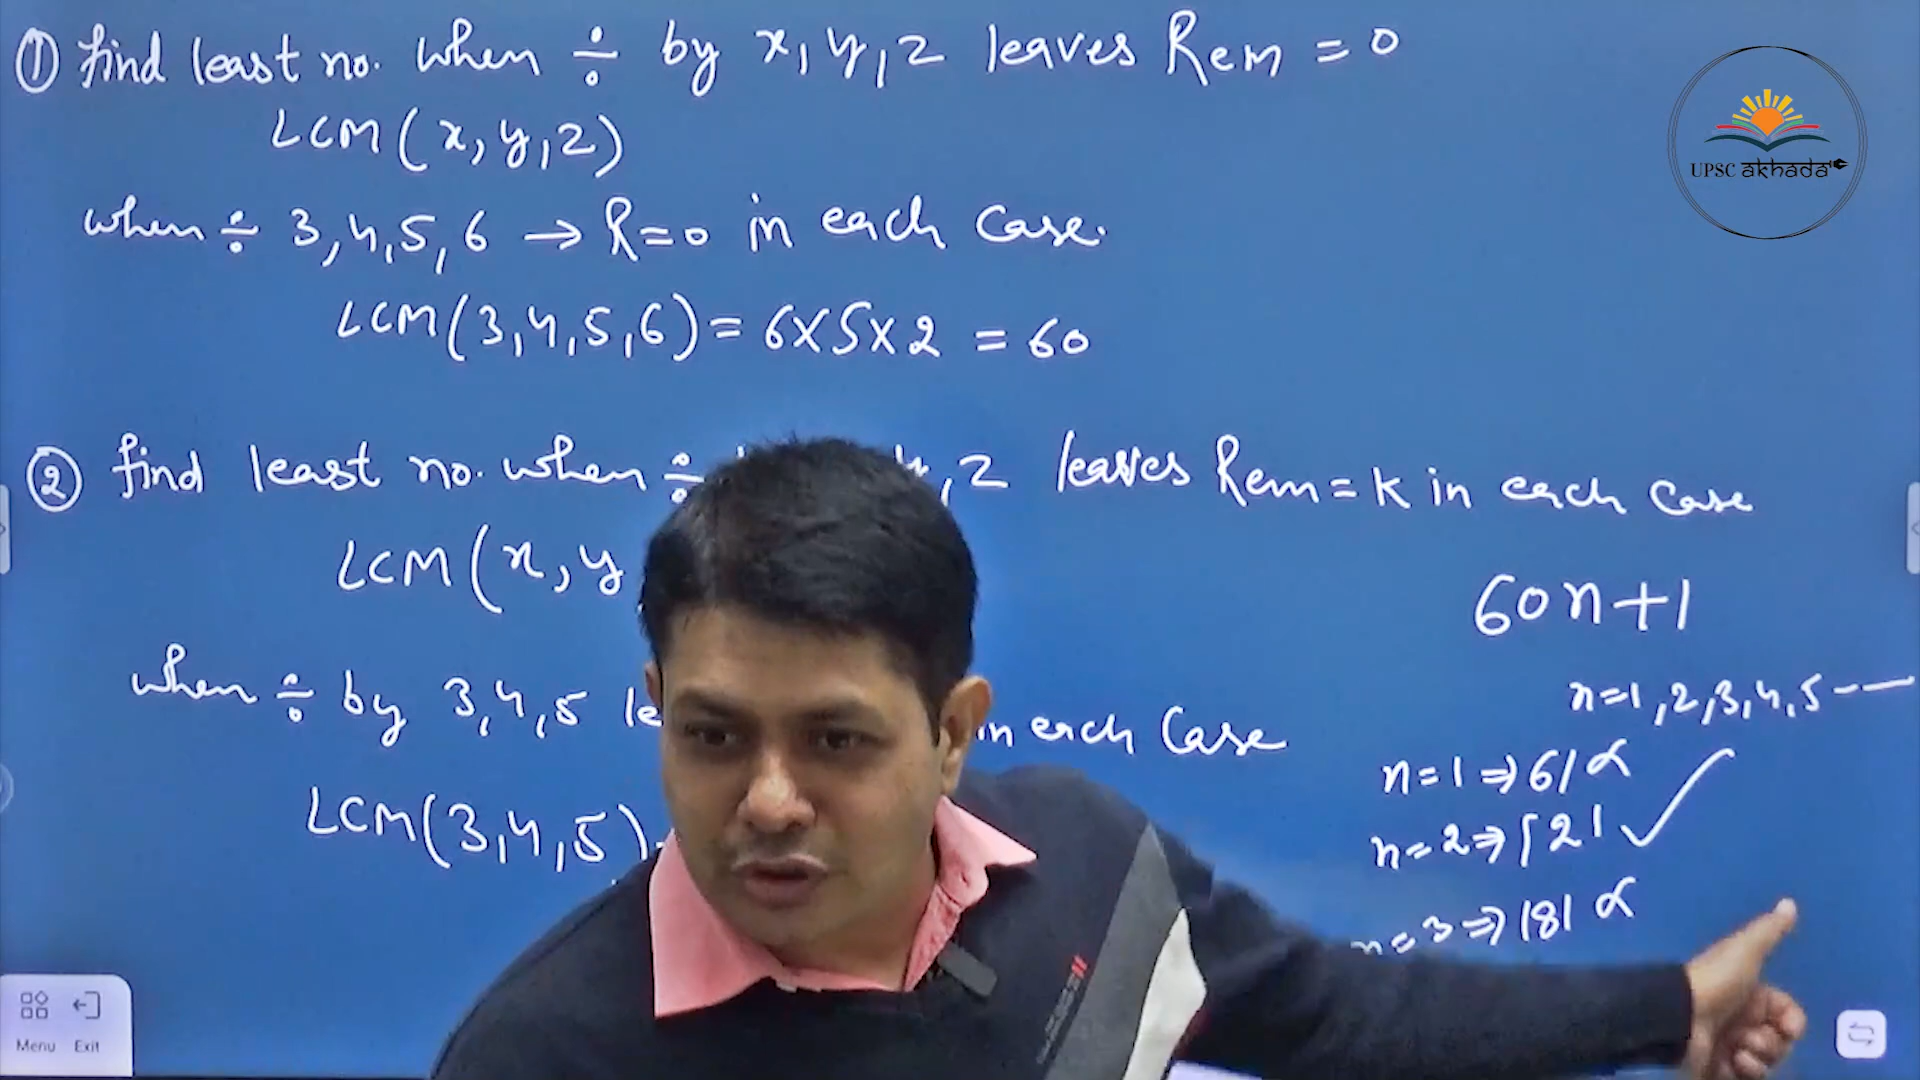 ① find least no. when ÷ by x, y, z leaves Rem = 0
LCM(x, y, z)
when ÷ 3, 4, 5, 6 → R=0 in each case.
LCM(3, 4, 5, 6) = 6×5×2 = 60
② find least no. when ÷ , z leaves Rem = K in each case
LCM(x, y
when ÷ by 3, 4, 5 in each case
LCM(3, 4, 5)
60n+1
n=1, 2, 3, 4, 5 ---
n=1 ⇒ 61
n=2 ⇒ 121 ✓
n=3 ⇒ 181
UPSC akhada
Menu Exit